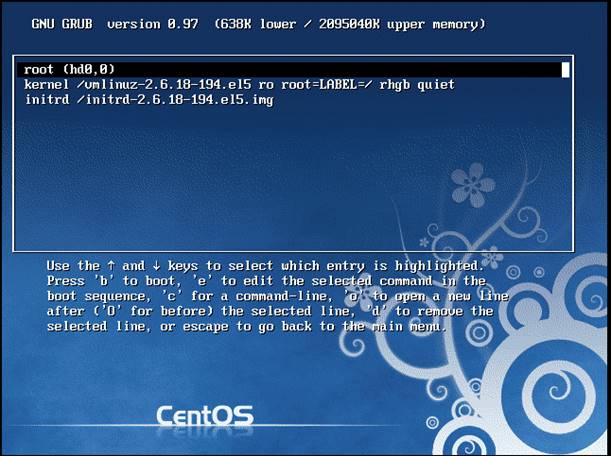 GNU GRUB  version 0.97  (638K lower / 2095040K upper memory)
root (hd0,0)
kernel /vmlinuz-2.6.18-194.el5 ro root=LABEL=/ rhgb quiet
initrd /initrd-2.6.18-194.el5.img
Use the ↑ and ↓ keys to select which entry is highlighted.
Press 'b' to boot, 'e' to edit the selected command in the
boot sequence, 'c' for a command-line, 'o' to open a new line
after ('O' for before) the selected line, 'd' to remove the
selected line, or escape to go back to the main menu.
CentOS